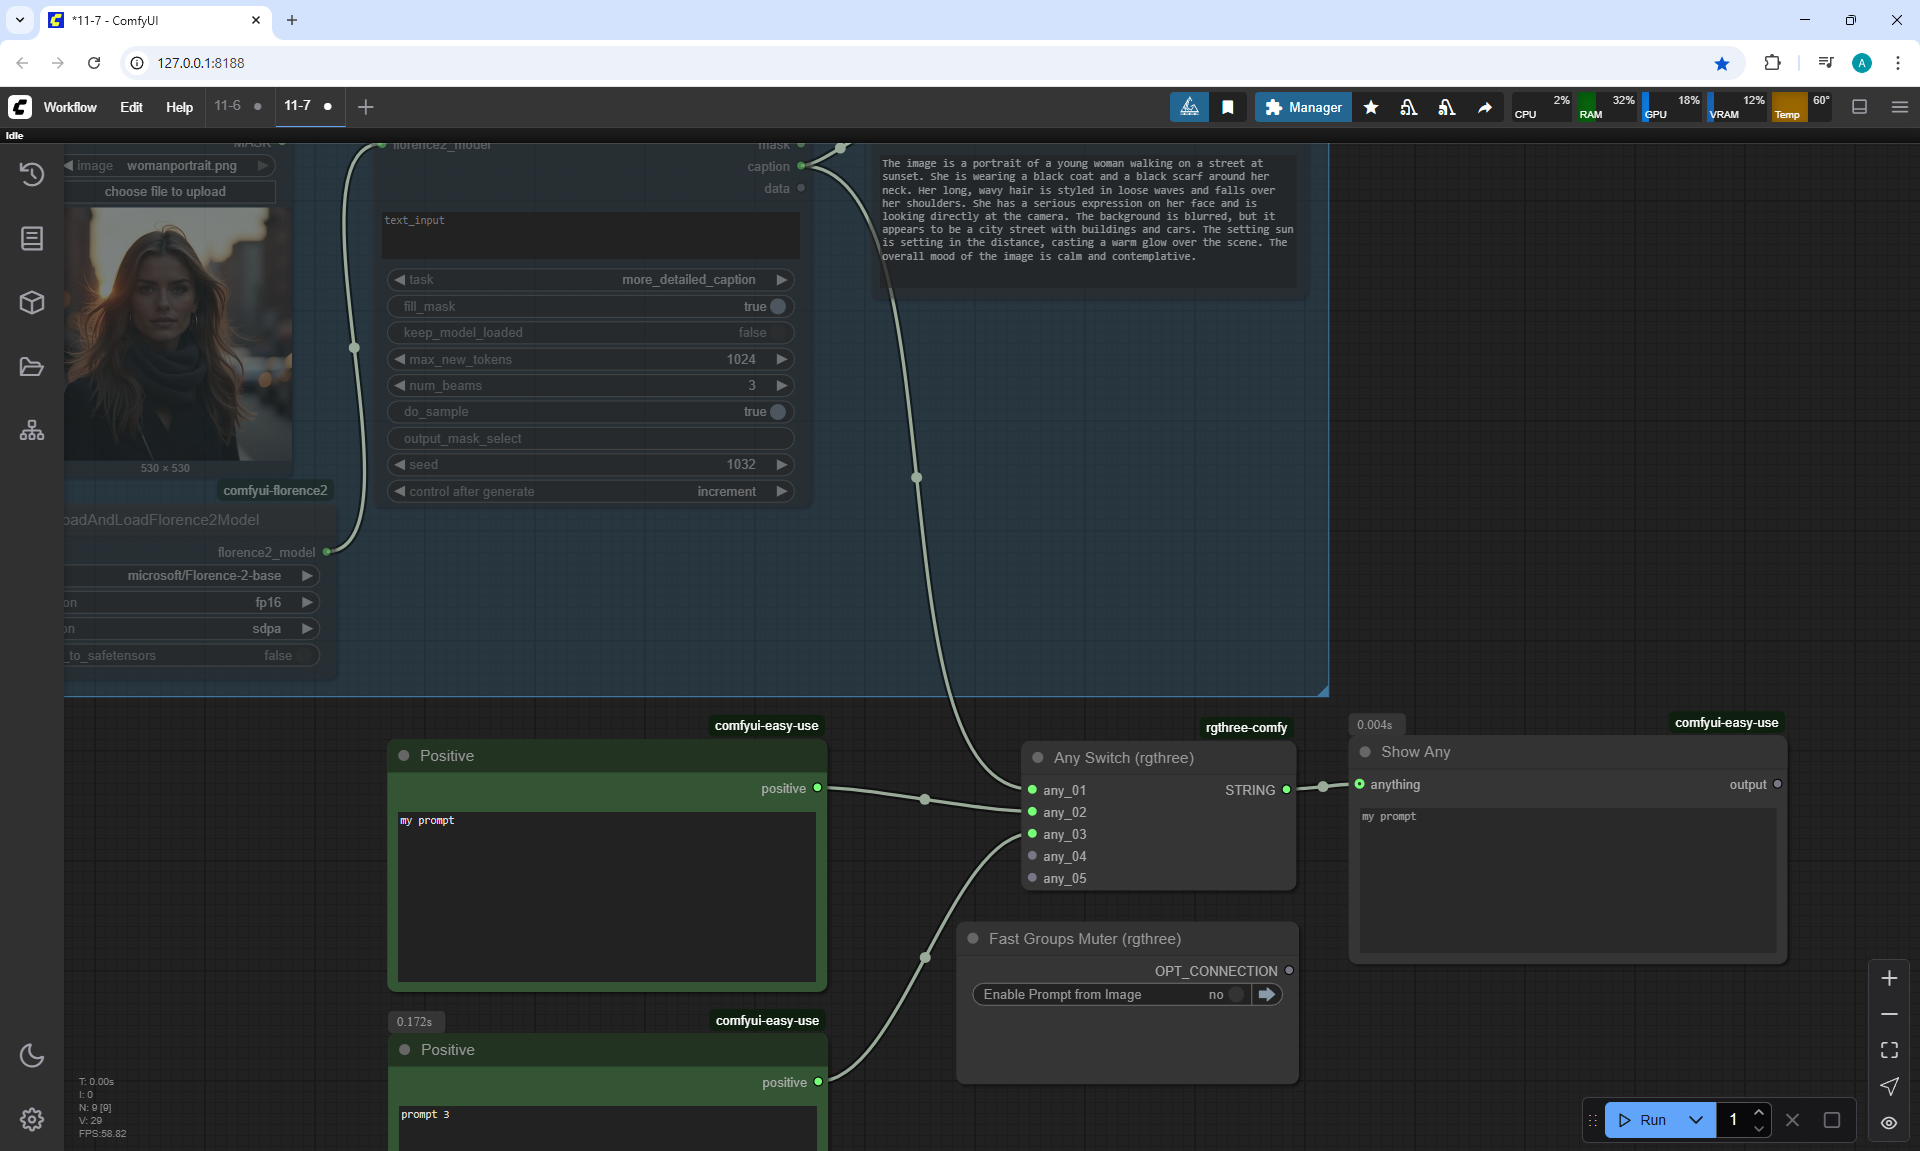 *11-7 - ComfyUI
127.0.0.1:8188
A
Workflow Edit Help 11-6 11-7
Manager
CPU 2% RAM 32% GPU 18% VRAM 12% Temp 60°
Idle
MASK
image womanportrait.png
choose file to upload
530 × 530
comfyui-florence2
oadAndLoadFlorence2Model
florence2_model
microsoft/Florence-2-base
on fp16
on sdpa
_to_safetensors false
florence2_model
mask
caption
data
text_input
task more_detailed_caption
fill_mask true
keep_model_loaded false
max_new_tokens 1024
num_beams 3
do_sample true
output_mask_select
seed 1032
control after generate increment
The image is a portrait of a young woman walking on a street at
sunset. She is wearing a black coat and a black scarf around her
neck. Her long, wavy hair is styled in loose waves and falls over
her shoulders. She has a serious expression on her face and is
looking directly at the camera. The background is blurred, but it
appears to be a city street with buildings and cars. The setting sun
is setting in the distance, casting a warm glow over the scene. The
overall mood of the image is calm and contemplative.
comfyui-easy-use
Positive
positive
my prompt
0.172s
comfyui-easy-use
Positive
positive
prompt 3
rgthree-comfy
Any Switch (rgthree)
any_01 STRING
any_02
any_03
any_04
any_05
Fast Groups Muter (rgthree)
OPT_CONNECTION
Enable Prompt from Image no
0.004s
comfyui-easy-use
Show Any
anything output
my prompt
T: 0.00s
I: 0
N: 9 [9]
V: 29
FPS:58.82
Run 1